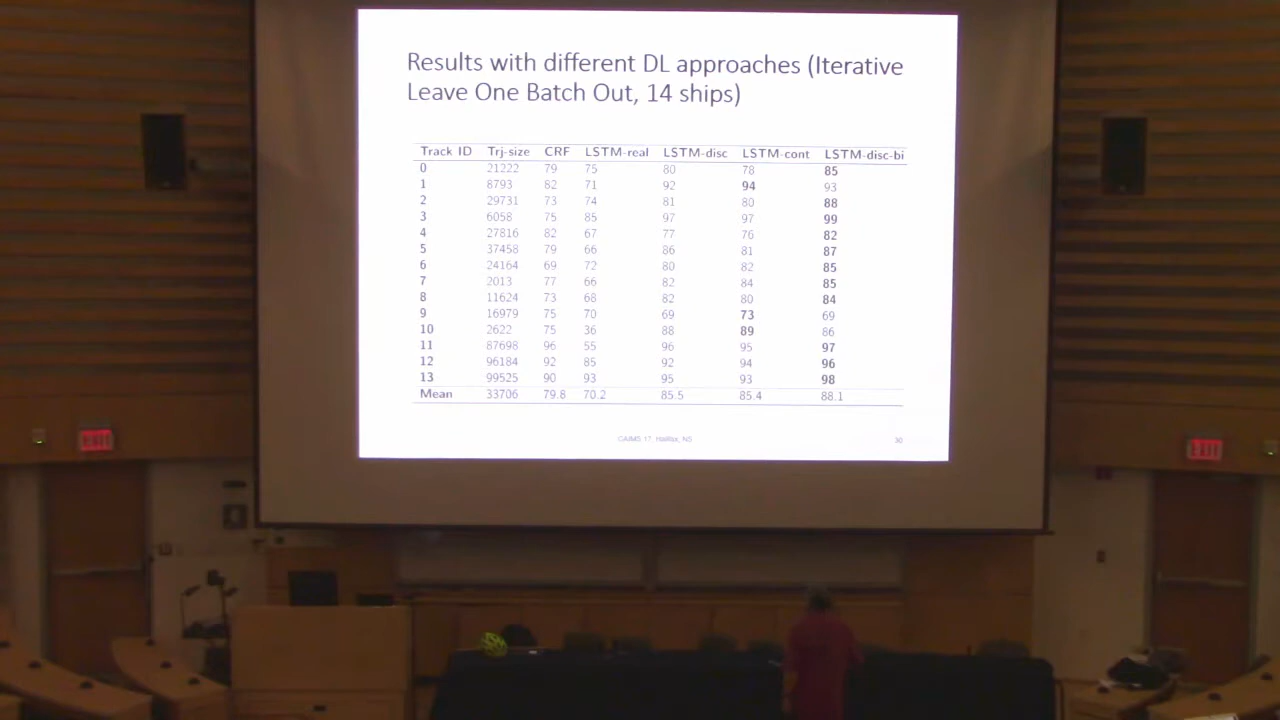 Results with different DL approaches (Iterative
Leave One Batch Out, 14 ships)
Track ID Trj-size CRF LSTM-real LSTM-disc LSTM-cont LSTM-disc-bi
0 21222 79 75 80 78 85
1 8793 82 71 92 94 93
2 29731 73 74 81 80 88
3 6058 75 85 97 97 99
4 27816 82 67 77 76 82
5 37458 79 66 86 81 87
6 24164 69 72 80 82 85
7 2013 77 66 82 84 85
8 11624 73 68 82 80 84
9 16979 75 70 69 73 69
10 2622 75 36 88 89 86
11 87698 96 55 96 95 97
12 96184 92 85 92 94 96
13 99525 90 93 95 93 98
Mean 33706 79.8 70.2 85.5 85.4 88.1
CAIMS 17, Halifax, NS 30
EXIT
EXIT